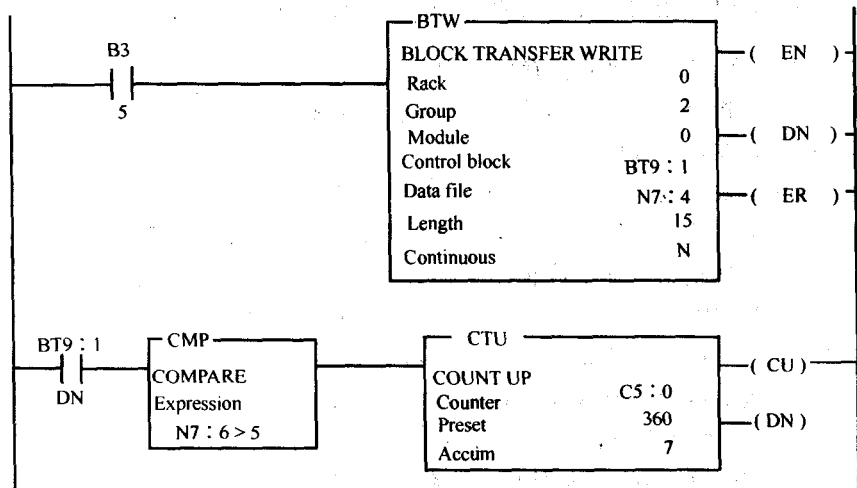 BTW
B3
BLOCK TRANSFER WRITE
( EN )
Rack 0
5
Group 2
Module 0
( DN )
Control block BT9 : 1
Data file N7 : 4
( ER )
Length 15
Continuous N
BT9 : 1
CMP
CTU
COMPARE
COUNT UP
( CU )
DN
Expression
Counter C5 : 0
N7 : 6 > 5
Preset 360
( DN )
Accum 7